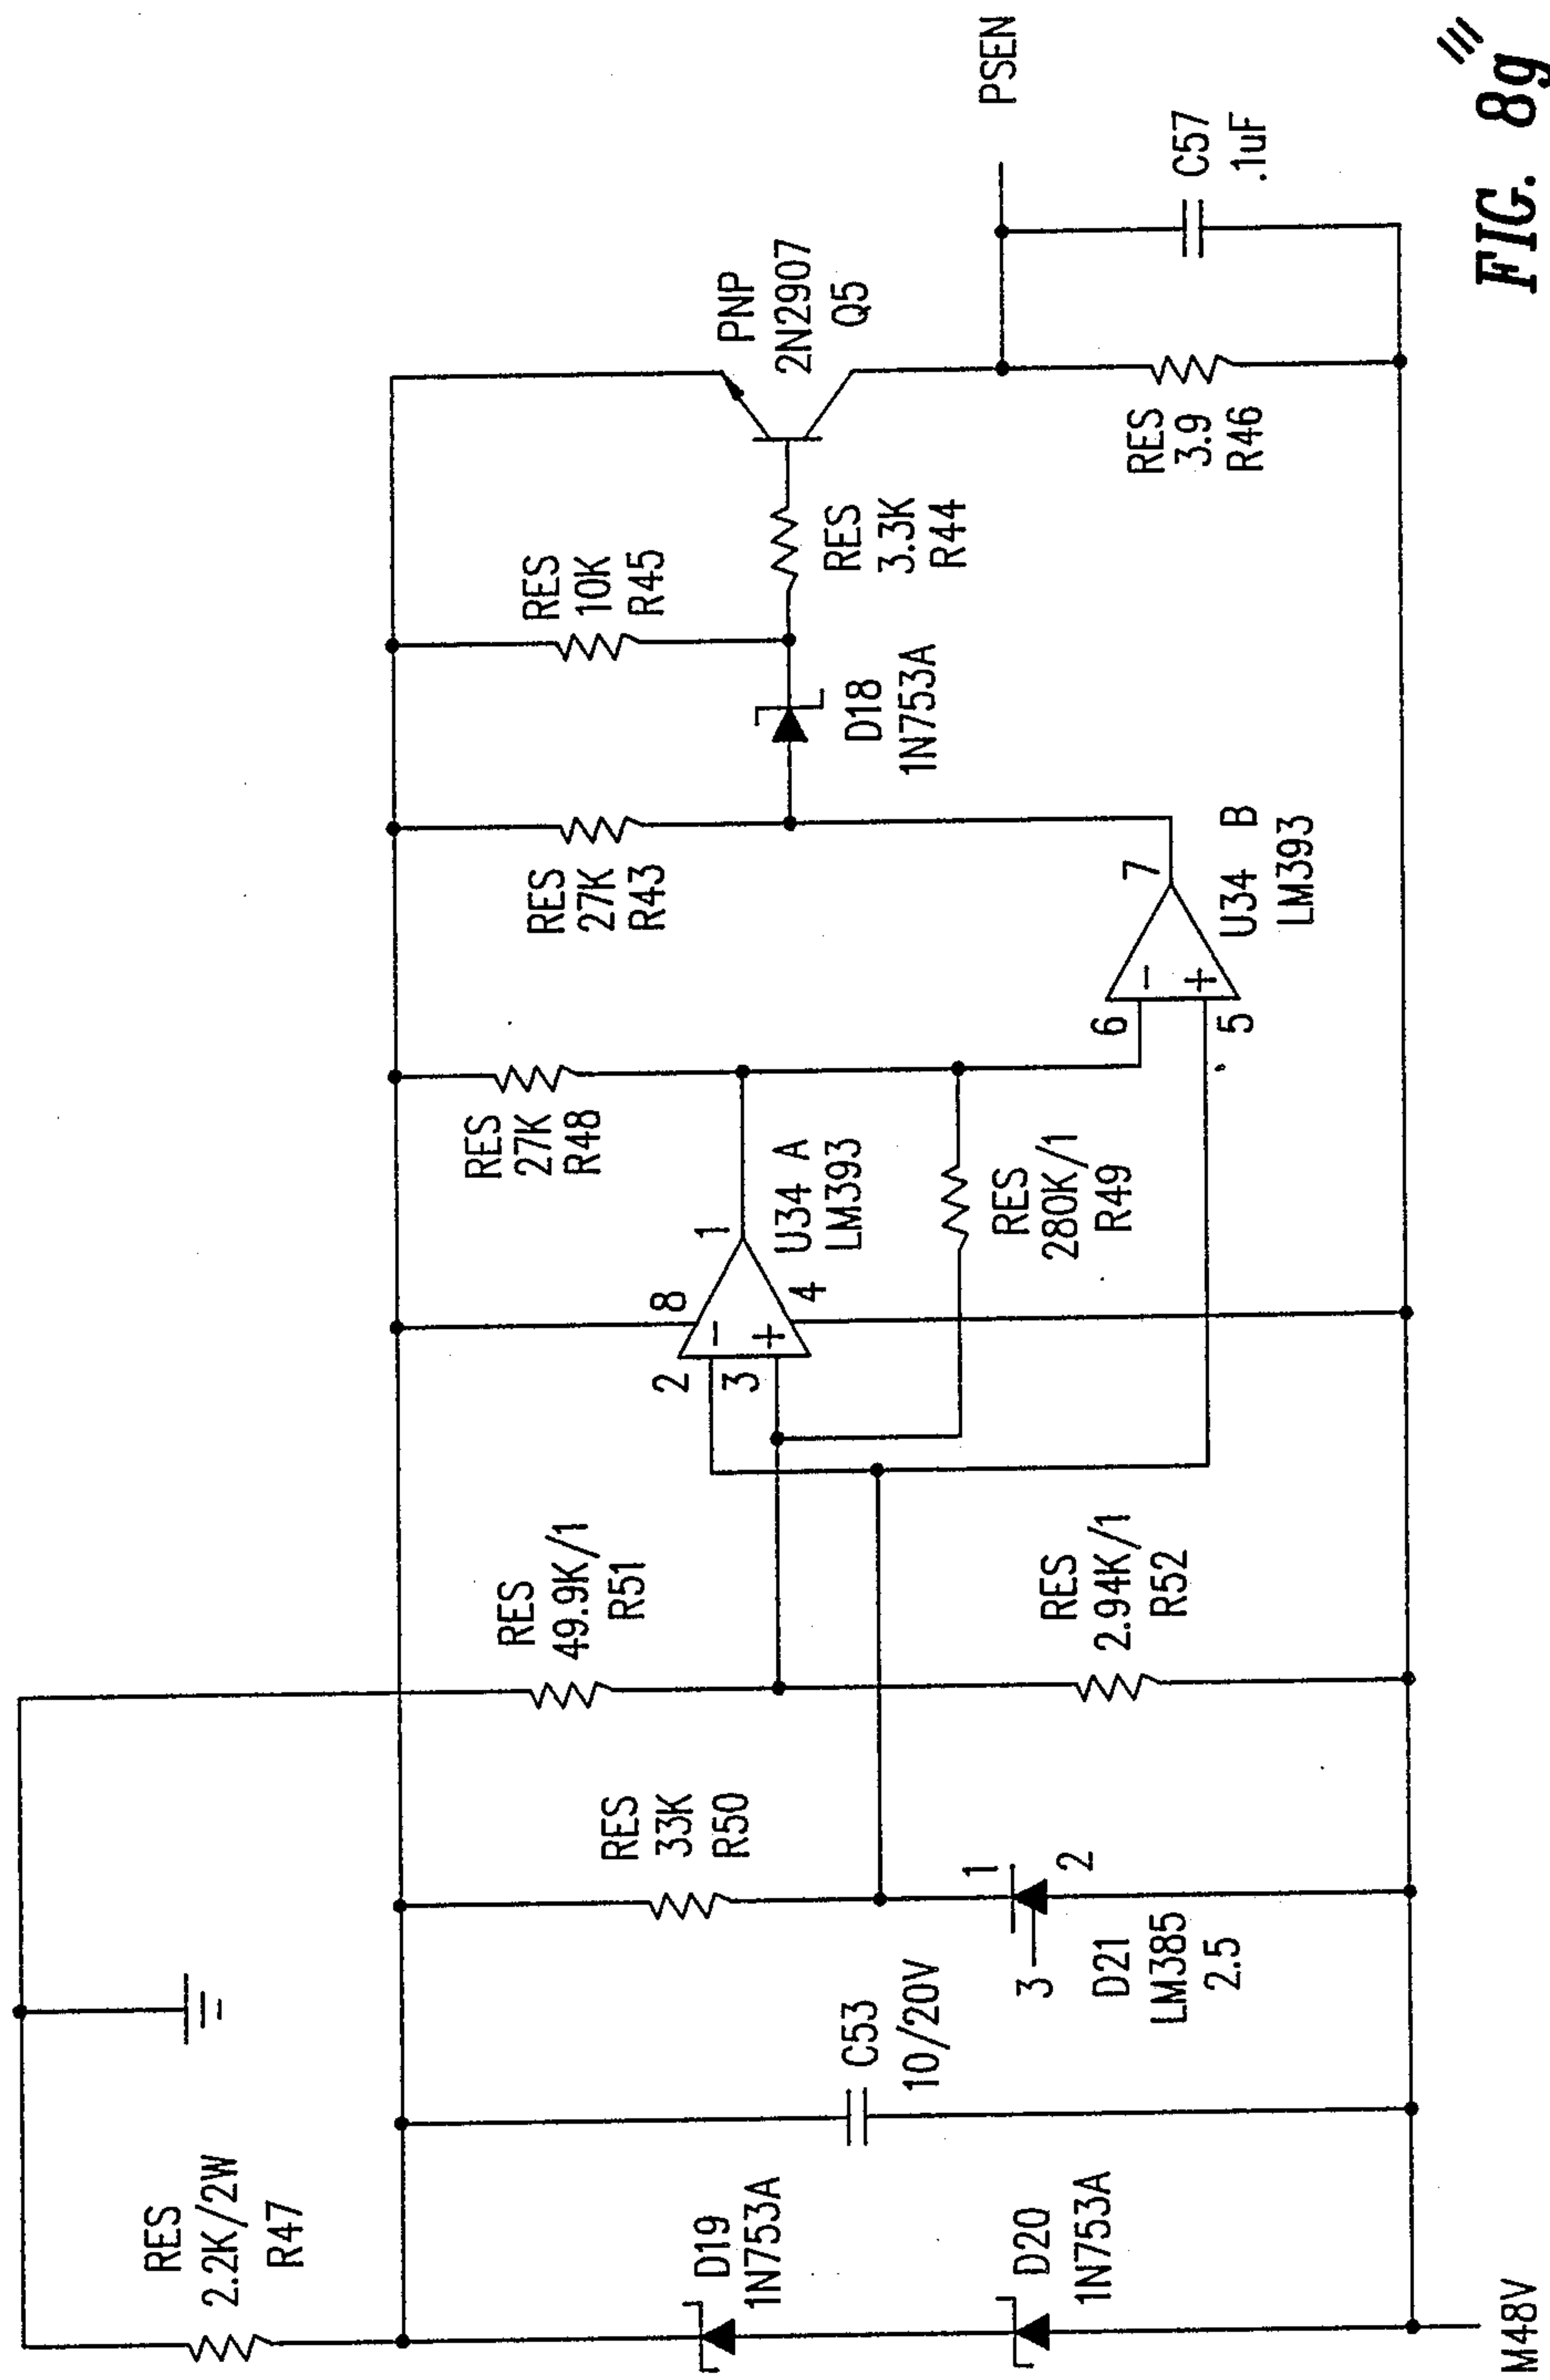 RES
2.2K/2W
R47
D19
1N753A
D20
1N753A
M48V
C53
10/20V
RES
33K
R50
1
2
3
D21
LM385
2.5
RES
49.9K/1
R51
RES
2.94K/1
R52
2
3
8
-
+
4
1
U34 A
LM393
RES
27K
R48
RES
280K/1
R49
6
5
-
+
7
U34 B
LM393
RES
27K
R43
D18
1N753A
RES
10K
R45
RES
3.3K
R44
PNP
2N2907
Q5
RES
3.9
R46
PSEN
C57
.1uF
FIG. 8g'''